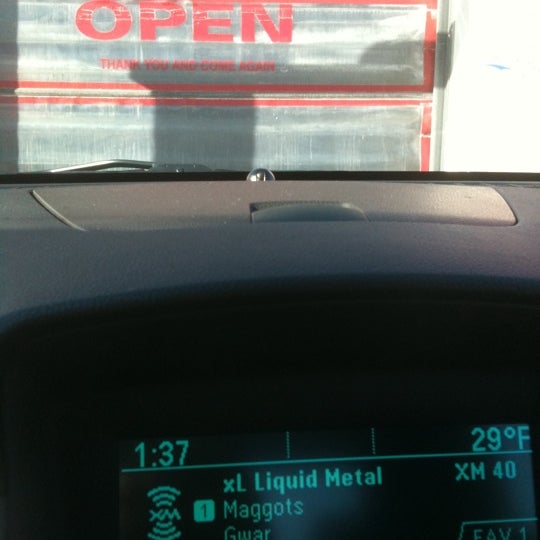 OPEN
THANK YOU AND COME AGAIN
1:37 29°F
xL Liquid Metal XM 40
XM 1 Maggots
Gwar FAV 1